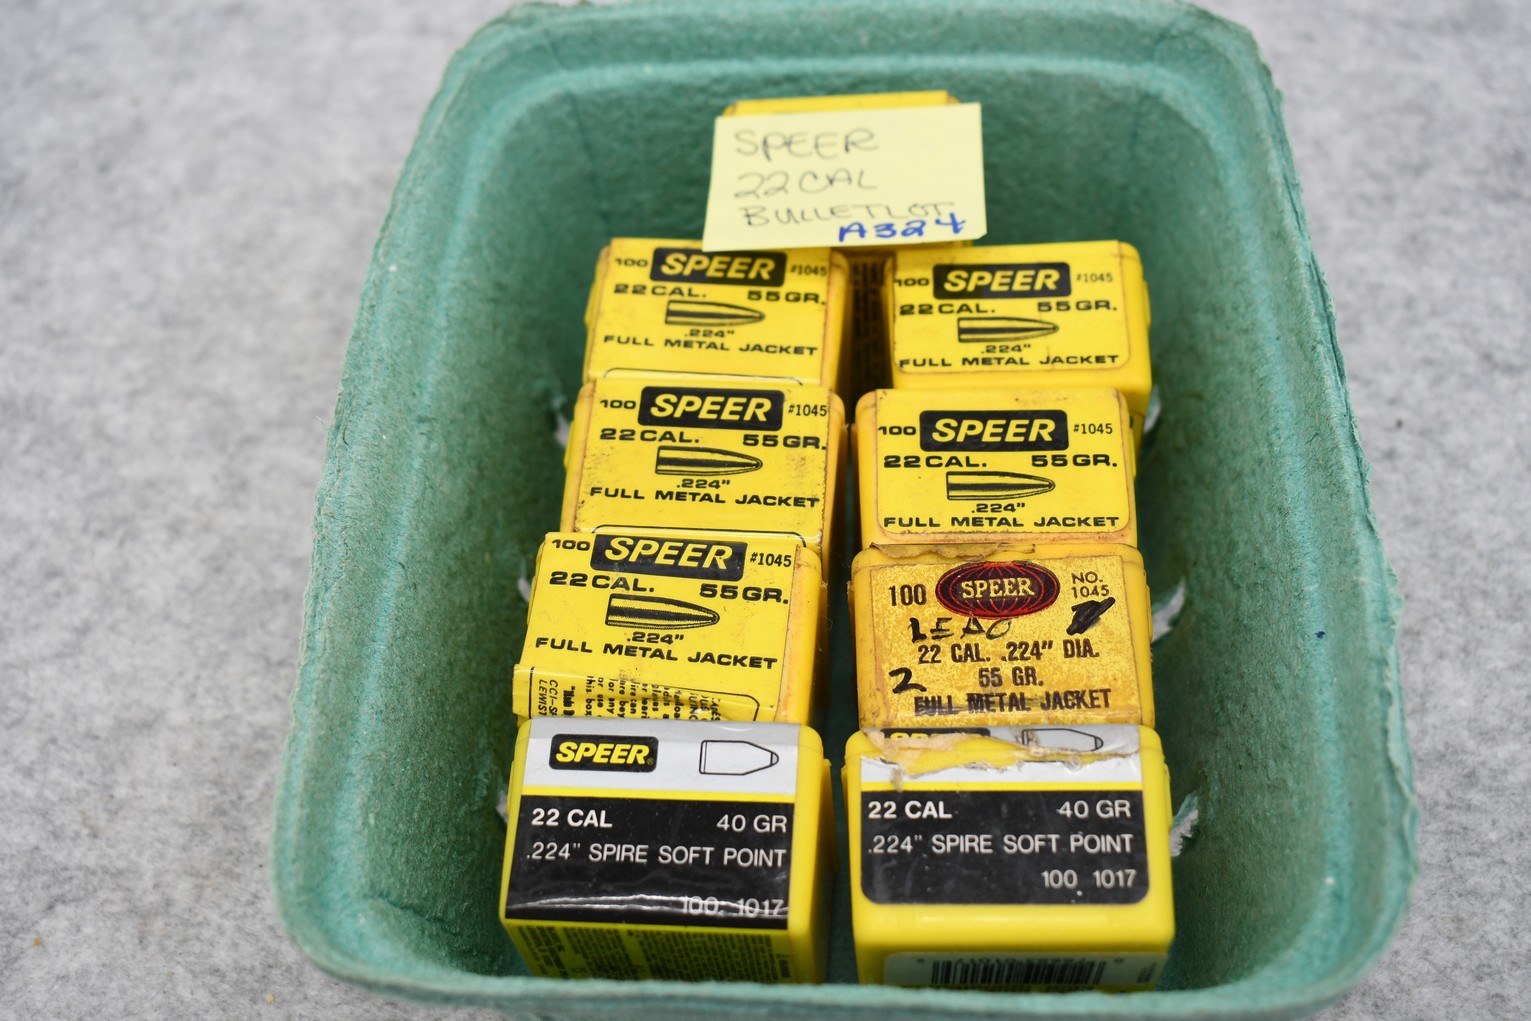 SPEER
22 CAL
BULLET LOT
A324
100 SPEER #1045
22 CAL. 55 GR.
.224"
FULL METAL JACKET
100 SPEER #1045
22 CAL. 55 GR.
.224"
FULL METAL JACKET
100 SPEER #1045
22 CAL. 55 GR.
.224"
FULL METAL JACKET
100 SPEER #1045
22 CAL. 55 GR.
.224"
FULL METAL JACKET
100 SPEER #1045
22 CAL. 55 GR.
.224"
FULL METAL JACKET
100 SPEER NO. 1045
LEAD
22 CAL. .224" DIA.
2 55 GR.
FULL METAL JACKET
SPEER
22 CAL 40 GR
.224" SPIRE SOFT POINT
100 1017
22 CAL 40 GR
.224" SPIRE SOFT POINT
100 1017